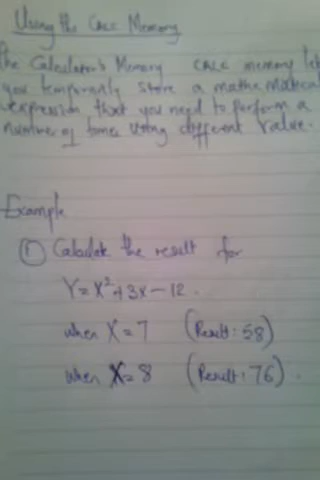 Using the CALC Memory
The Calculator's Memory CALC memory let
you temporarily store a mathematical
expression that you need to perform a
number of times using different value.
Example
① Calculate the result for
Y = X² + 3x - 12.
when X = 7 (Result: 58)
when X = 8 (Result: 76).